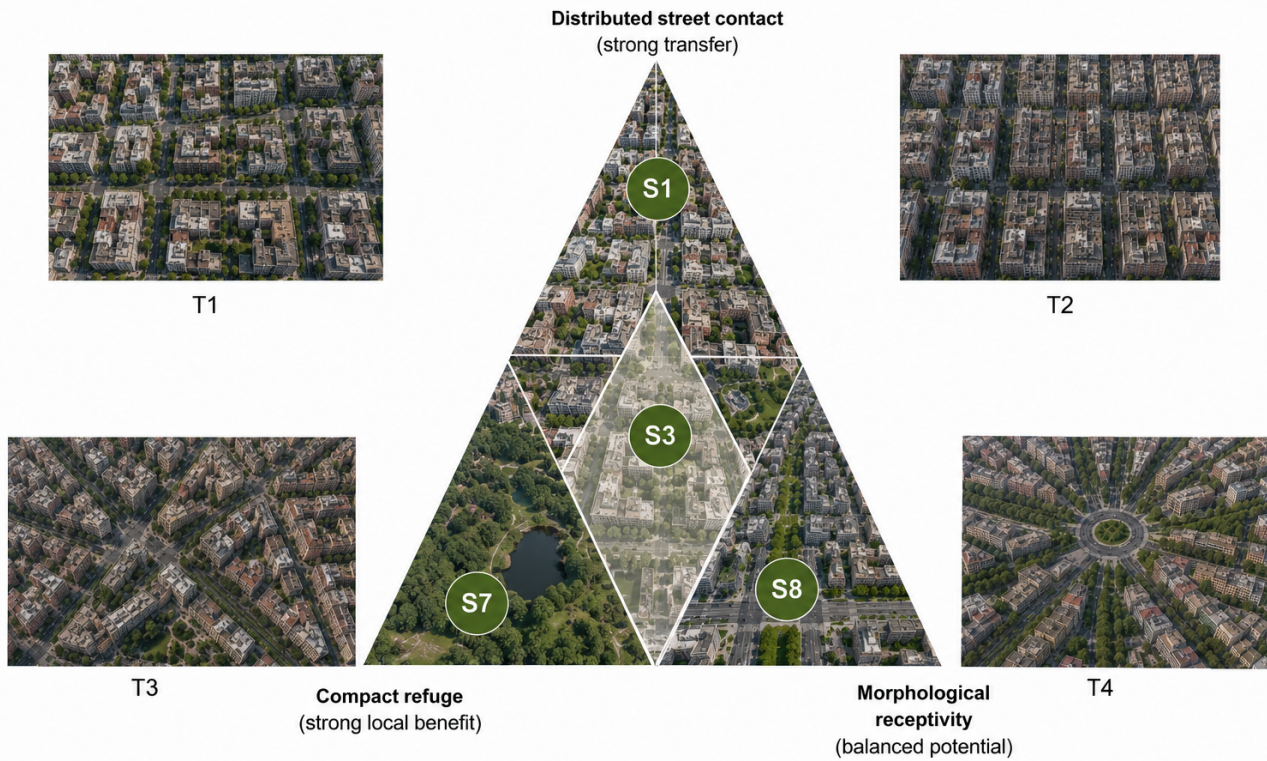 Distributed street contact
(strong transfer)
T1
T2
S1
S3
S7
S8
T3
T4
Compact refuge
(strong local benefit)
Morphological
receptivity
(balanced potential)